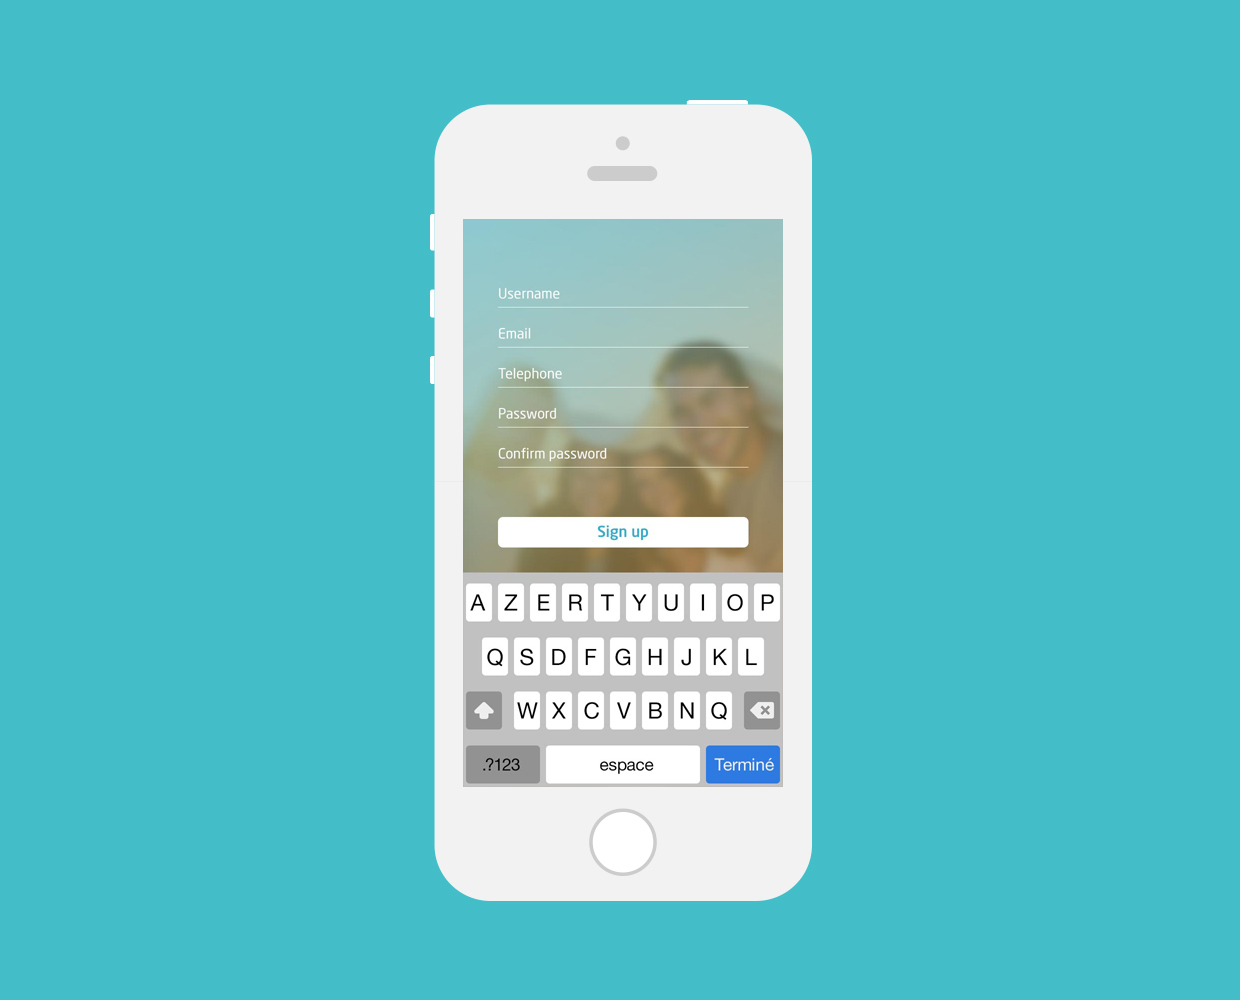 Username
Email
Telephone
Password
Confirm password
Sign up
A Z E R T Y U I O P
Q S D F G H J K L
W X C V B N Q
.?123 espace Terminé